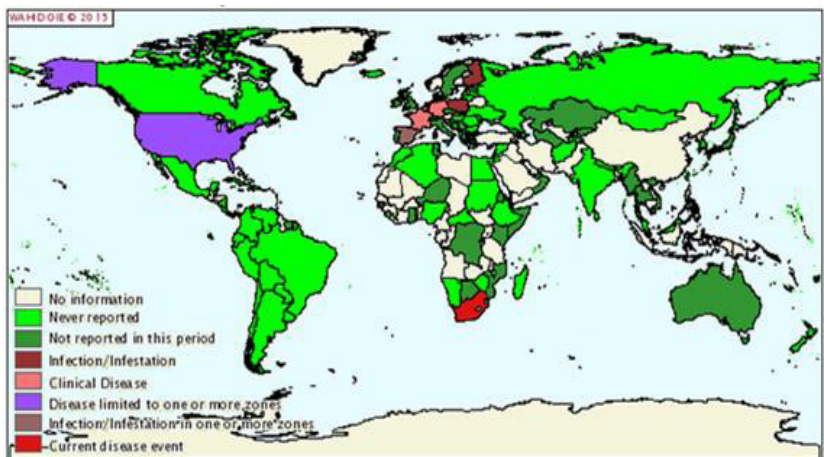 WAHID OIE © 2015
No information
Never reported
Not reported in this period
Infection/Infestation
Clinical Disease
Disease limited to one or more zones
Infection/Infestation in one or more zones
Current disease event